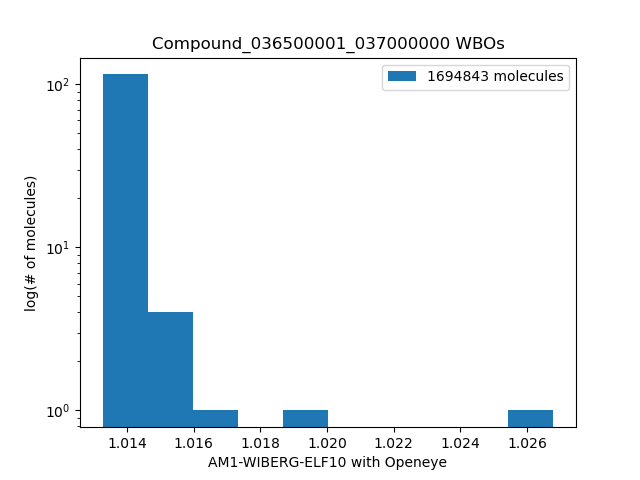 Compound_036500001_037000000 WBOs
1694843 molecules
log(# of molecules)
10²
10¹
10⁰
1.014 1.016 1.018 1.020 1.022 1.024 1.026
AM1-WIBERG-ELF10 with Openeye